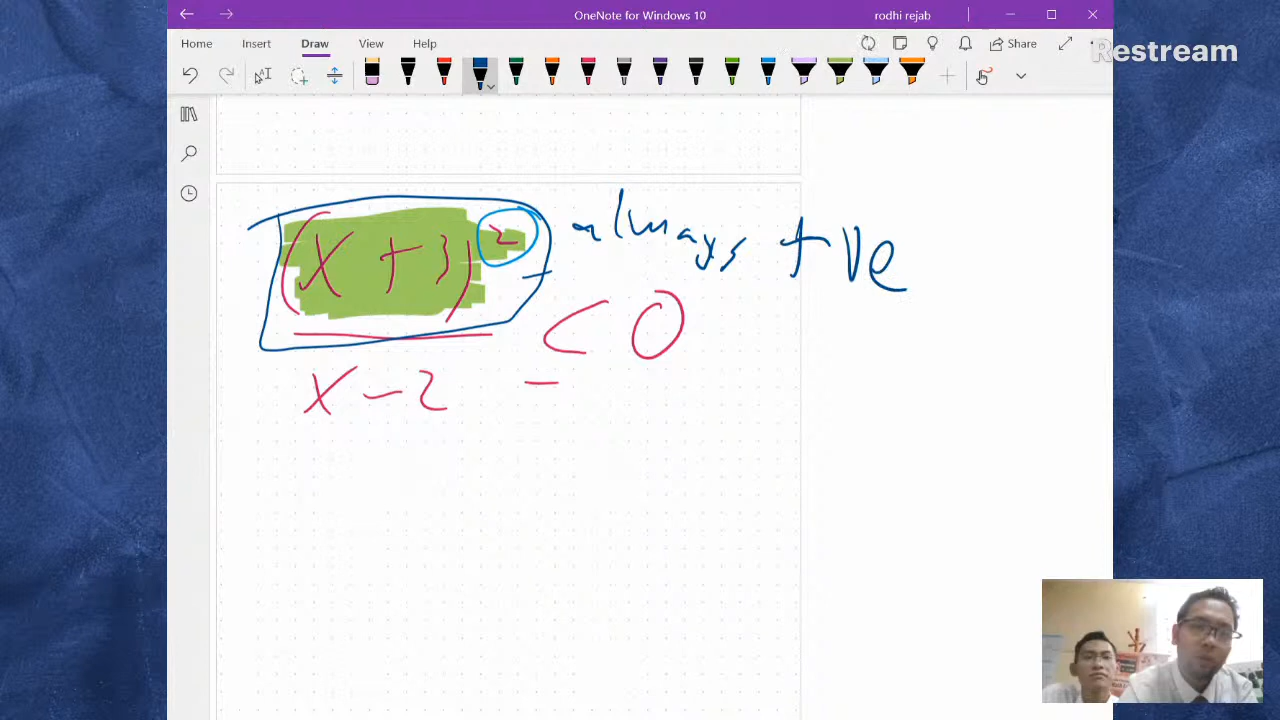 OneNote for Windows 10
rodhi rejab
Home Insert Draw View Help
Share
Restream
(x + 3)² always +ve
+
< 0
x - 2 -